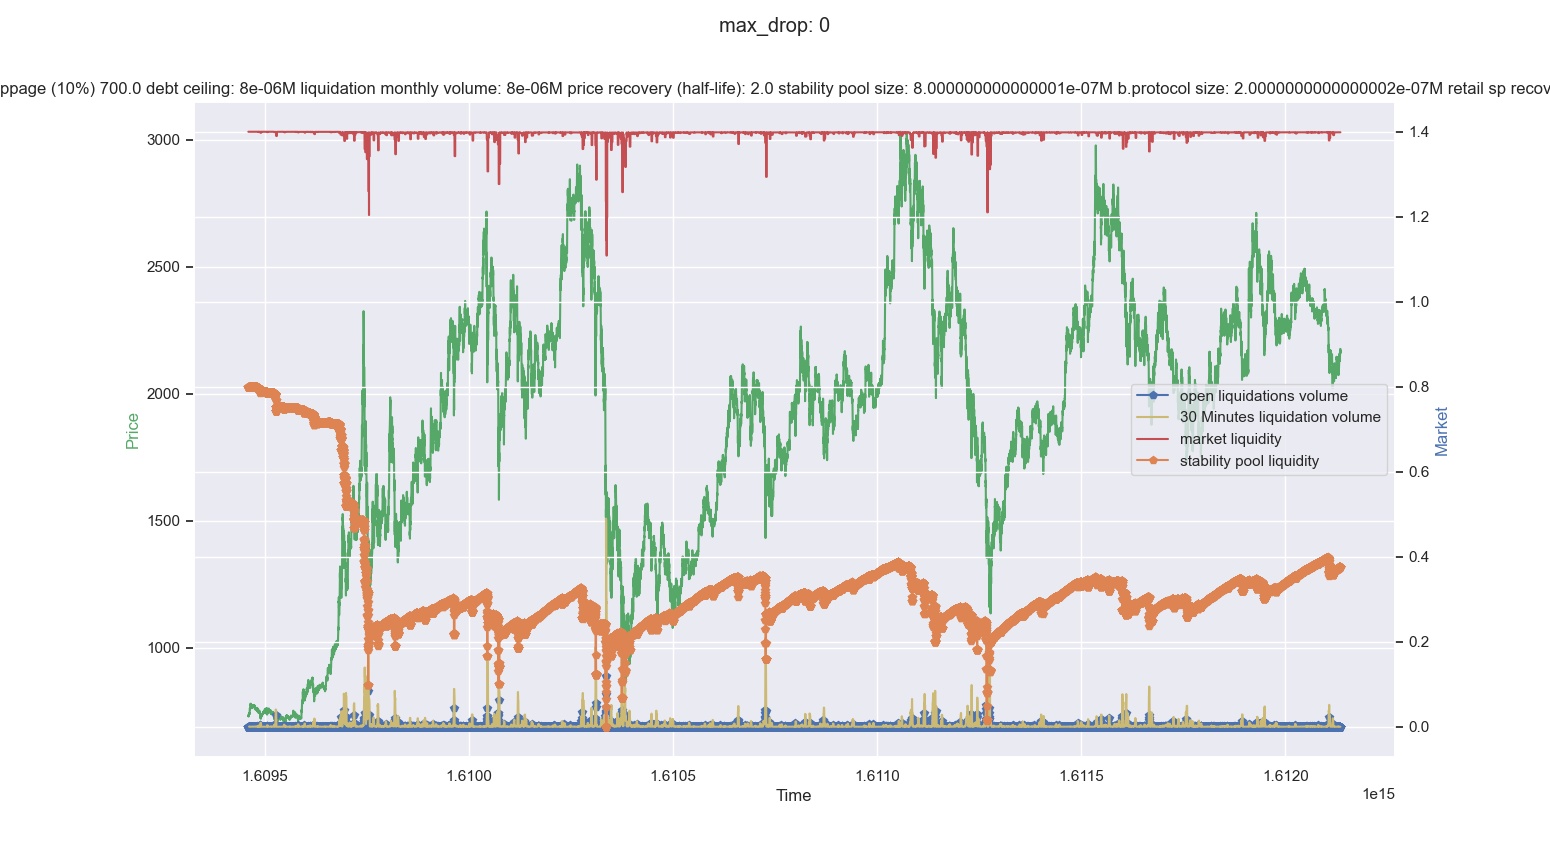 max_drop: 0
ppage (10%) 700.0 debt ceiling: 8e-06M liquidation monthly volume: 8e-06M price recovery (half-life): 2.0 stability pool size: 8.000000000000001e-07M b.protocol size: 2.0000000000000002e-07M retail sp recov
3000
2500
2000
1500
1000
Price
1.4
1.2
1.0
0.8
0.6
0.4
0.2
0.0
Market
open liquidations volume
30 Minutes liquidation volume
market liquidity
stability pool liquidity
1.6095 1.6100 1.6105 1.6110 1.6115 1.6120
Time
1e15